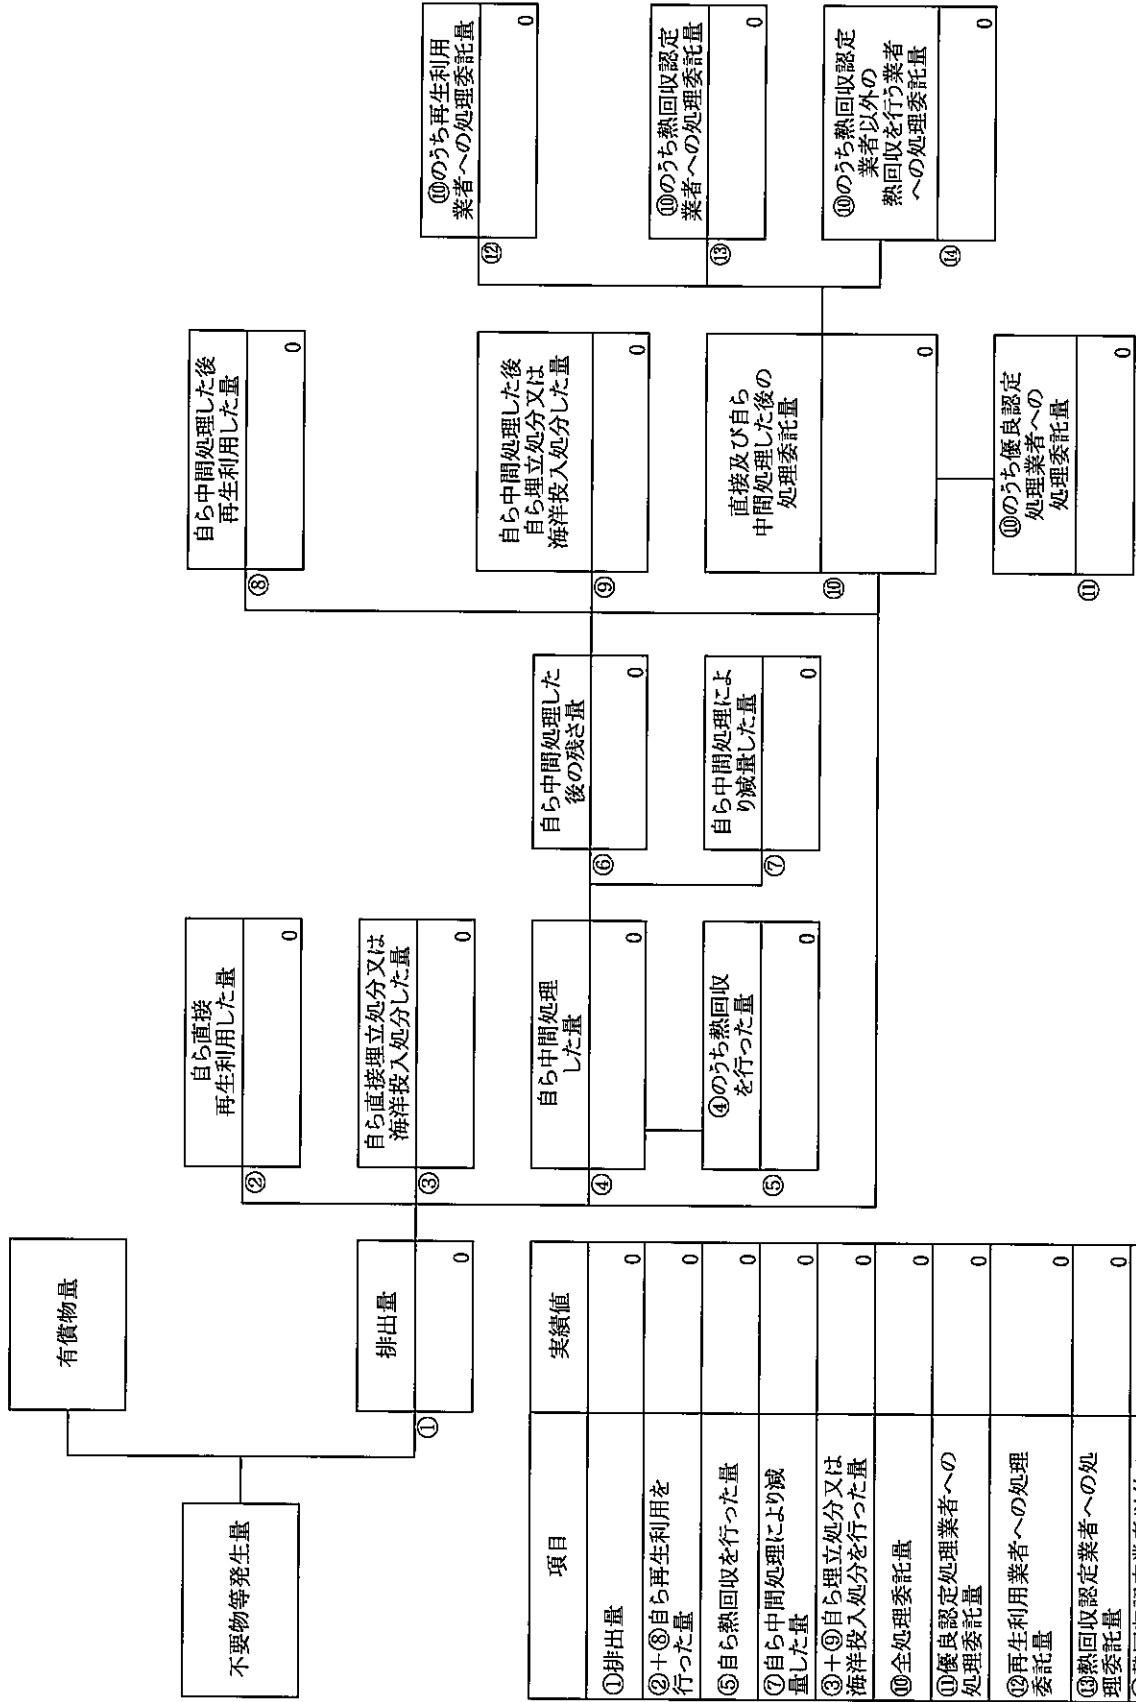 不要物等発生量
有償物量
①
排出量
0
②
自ら直接
再生利用した量
0
③
自ら直接埋立処分又は
海洋投入処分した量
0
④
自ら中間処理
した量
0
⑤
④のうち熱回収
を行った量
0
⑥
自ら中間処理した
後の残さ量
0
⑦
自ら中間処理によ
り減量した量
0
⑧
自ら中間処理した後
再生利用した量
0
⑨
自ら中間処理した後
自ら埋立処分又は
海洋投入処分した量
0
⑩
直接及び自ら
中間処理した後の
処理委託量
0
⑪
⑩のうち優良認定
処理業者への
処理委託量
0
⑫
⑩のうち再生利用
業者への処理委託量
0
⑬
⑩のうち熱回収認定
業者への処理委託量
0
⑭
⑩のうち熱回収認定
業者以外の
熱回収を行う業者
への処理委託量
0
項目 実績値
①排出量 0
②+⑧自ら再生利用を
行った量 0
⑤自ら熱回収を行った量 0
⑦自ら中間処理により減
量した量 0
③+⑨自ら埋立処分又は
海洋投入処分を行った量 0
⑩全処理委託量 0
⑪優良認定処理業者への
処理委託量 0
⑫再生利用業者への処理
委託量 0
⑬熱回収認定業者への処
理委託量 0